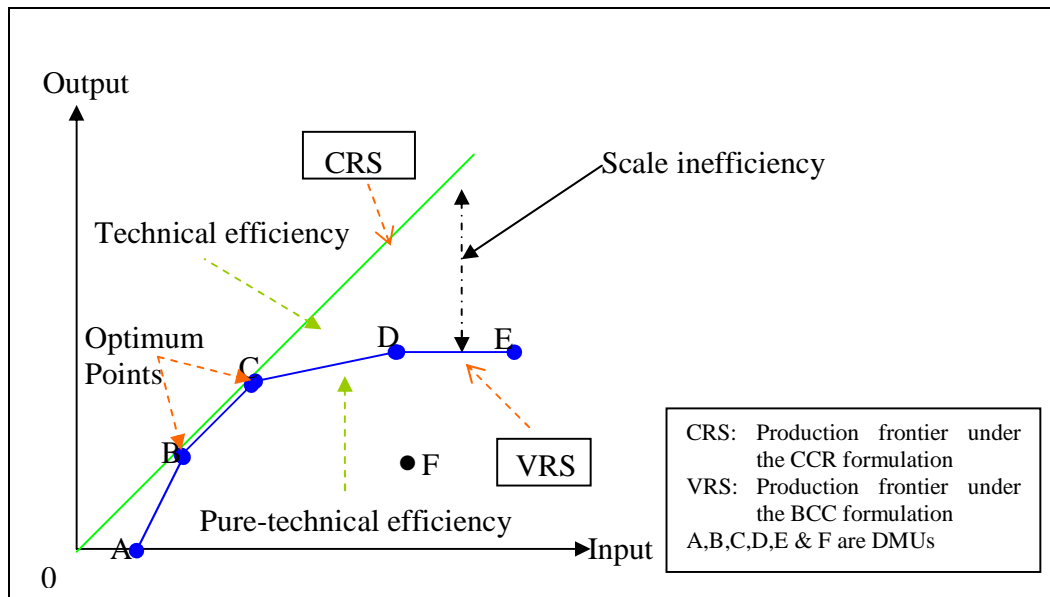 Output
CRS
Scale inefficiency
Technical efficiency
Optimum
Points
D
E
C
B
VRS
F
Pure-technical efficiency
A
Input
0
CRS: Production frontier under
the CCR formulation
VRS: Production frontier under
the BCC formulation
A,B,C,D,E & F are DMUs